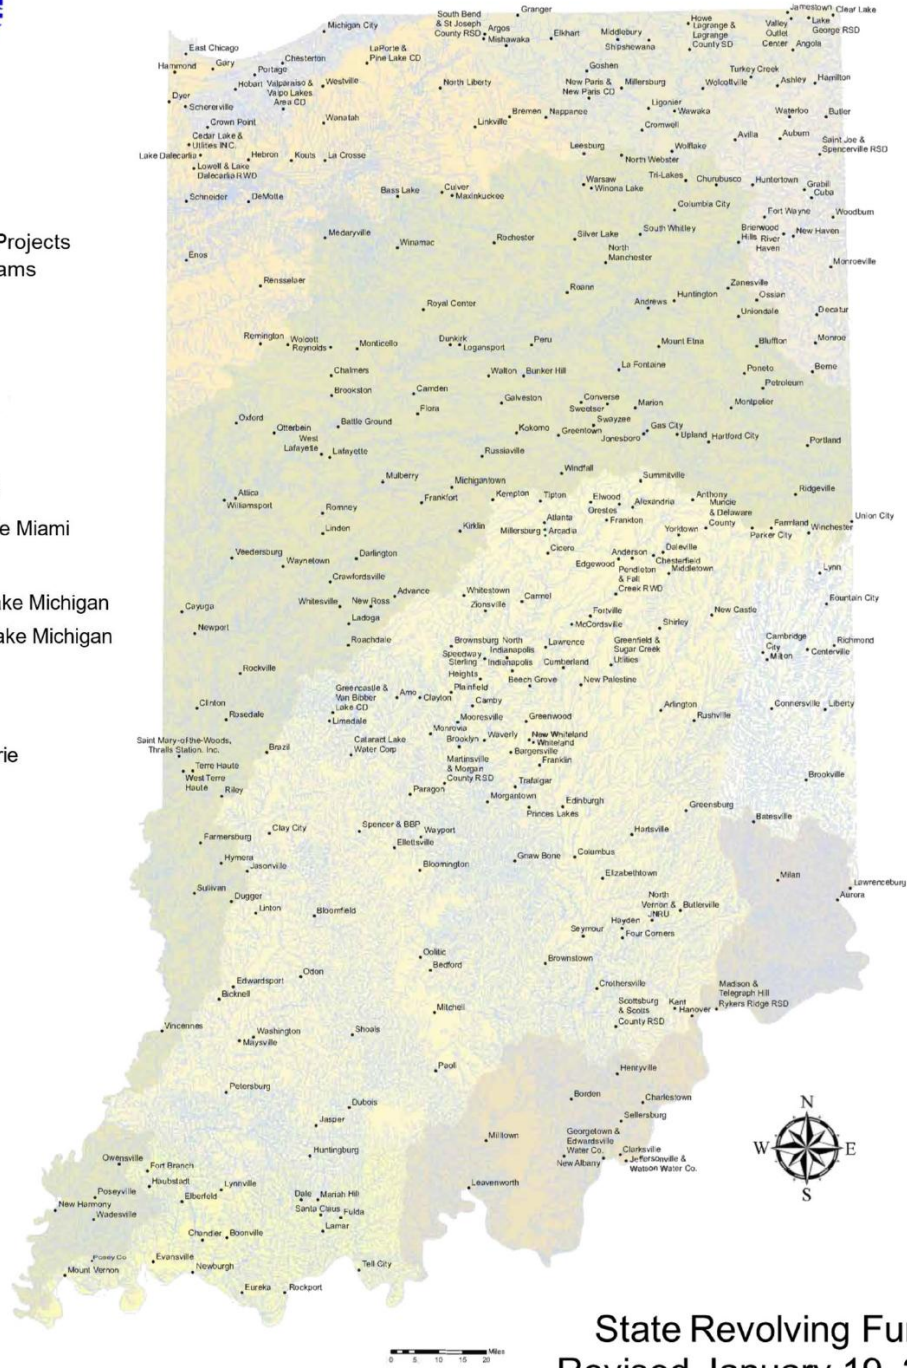 Granger
Jamestown
Clear Lake
South Bend
& St Joseph
County RSD
Argos
Mishawaka
Michigan City
Elkhart
Middlebury
Shipshewana
Howe
Lagrange &
Lagrange
County SD
Valley
Outlet
Center
Lake
George RSD
Angola
East Chicago
Hammond
Gary
Portage
Chesterton
LaPorte &
Pine Lake CD
Goshen
Turkey Creek
Hobart
Valparaiso &
Valpo Lakes
Area CD
Westville
North Liberty
New Paris &
New Paris CD
Millersburg
Wolcottville
Ashley
Hamilton
Dyer
Schererville
Crown Point
Wanatah
Linkville
Bremen
Nappanee
Ligonier
Wawaka
Cromwell
Waterloo
Butler
Cedar Lake &
Utilities INC.
Lake Dalecarlia
Lowell & Lake
Dalecarlia RWD
Hebron
Kouts
La Crosse
Leesburg
North Webster
Wolflake
Avilla
Auburn
Saint Joe &
Spencerville RSD
Schneider
DeMotte
Bass Lake
Culver
Maxinkuckee
Warsaw
Winona Lake
Tri-Lakes
Churubusco
Huntertown
Grabill
Cuba
Columbia City
Fort Wayne
Woodburn
Projects
ams
Medaryville
Winamac
Rochester
Silver Lake
South Whitley
North
Manchester
Brierwood
Hills
River
Haven
New Haven
Monroeville
Enos
Rensselaer
Royal Center
Roann
Andrews
Huntington
Zanesville
Ossian
Uniondale
Decatur
Remington
Wolcott
Reynolds
Monticello
Dunkirk
Logansport
Peru
Mount Etna
Bluffton
Monroe
Chalmers
Walton
Bunker Hill
La Fontaine
Poneto
Berne
Petroleum
Brookston
Camden
Flora
Galveston
Converse
Sweetser
Marion
Montpelier
Oxford
Otterbein
Battle Ground
West
Lafayette
Lafayette
Kokomo
Greentown
Swayzee
Jonesboro
Gas City
Upland
Hartford City
Portland
Russiaville
Windfall
Summitville
Mulberry
Michigantown
Attica
Williamsport
Romney
Frankfort
Kempton
Tipton
Elwood
Orestes
Alexandria
Anthony
Muncie
& Delaware
County
Ridgeville
e Miami
Linden
Kirklin
Atlanta
Millersburg
Arcadia
Frankton
Yorktown
Farmland
Parker City
Winchester
Union City
Veedersburg
Waynetown
Darlington
Cicero
Anderson
Edgewood
Daleville
Chesterfield
Middletown
Pendleton
& Fall
Creek RWD
Crawfordsville
Lynn
ake Michigan
Cayuga
Whitesville
New Ross
Advance
Whitestown
Zionsville
Carmel
Fortville
McCordsville
New Castle
Fountain City
ake Michigan
Newport
Ladoga
Roachdale
Shirley
Brownsburg
North
Indianapolis
Speedway
Sterling
Heights
Indianapolis
Lawrence
Cumberland
Greenfield &
Sugar Creek
Utilities
Cambridge
City
Milton
Richmond
Centerville
Rockville
Beech Grove
New Palestine
Clinton
Rosedale
Greencastle &
Van Bibber
Lake CD
Limedale
Amo
Clayton
Plainfield
Camby
Mooresville
Greenwood
Arlington
Rushville
Connersville
Liberty
Saint Mary-of-the-Woods,
Thralls Station, Inc.
Brazil
Cataract Lake
Water Corp
Monrovia
Brooklyn
Waverly
New Whiteland
Whiteland
Bargersville
Franklin
rie
Terre Haute
West Terre
Haute
Riley
Martinsville
& Morgan
County RSD
Paragon
Trafalgar
Morgantown
Edinburgh
Princes Lakes
Brookville
Greensburg
Batesville
Farmersburg
Clay City
Spencer & BBP
Wayport
Ellettsville
Hartsville
Hymera
Jasonville
Bloomington
Gnaw Bone
Columbus
Elizabethtown
Milan
Lawrenceburg
Aurora
Sullivan
Dugger
Linton
Bloomfield
North
Vernon &
JNRU
Butlerville
Hayden
Seymour
Four Corners
Oolitic
Bedford
Brownstown
Edwardsport
Bicknell
Odon
Crothersville
Mitchell
Scottsburg
& Scotts
County RSD
Kent
Hanover
Madison &
Telegraph Hill
Rykers Ridge RSD
Vincennes
Washington
Maysville
Shoals
Paoli
Henryville
Petersburg
Dubois
Borden
Charlestown
Sellersburg
Jasper
Milltown
Georgetown &
Edwardsville
Water Co.
New Albany
Clarksville
Jeffersonville &
Watson Water Co.
N
W
E
S
Huntingburg
Owensville
Fort Branch
Haubstadt
Lynnville
Elberfeld
Dale
Mariah Hill
Santa Claus
Fulda
Lamar
Leavenworth
Poseyville
New Harmony
Wadesville
Chandler
Boonville
Posey Co
Mount Vernon
Evansville
Newburgh
Tell City
Eureka
Rockport
Miles
0 5 10 15 20
State Revolving Fu